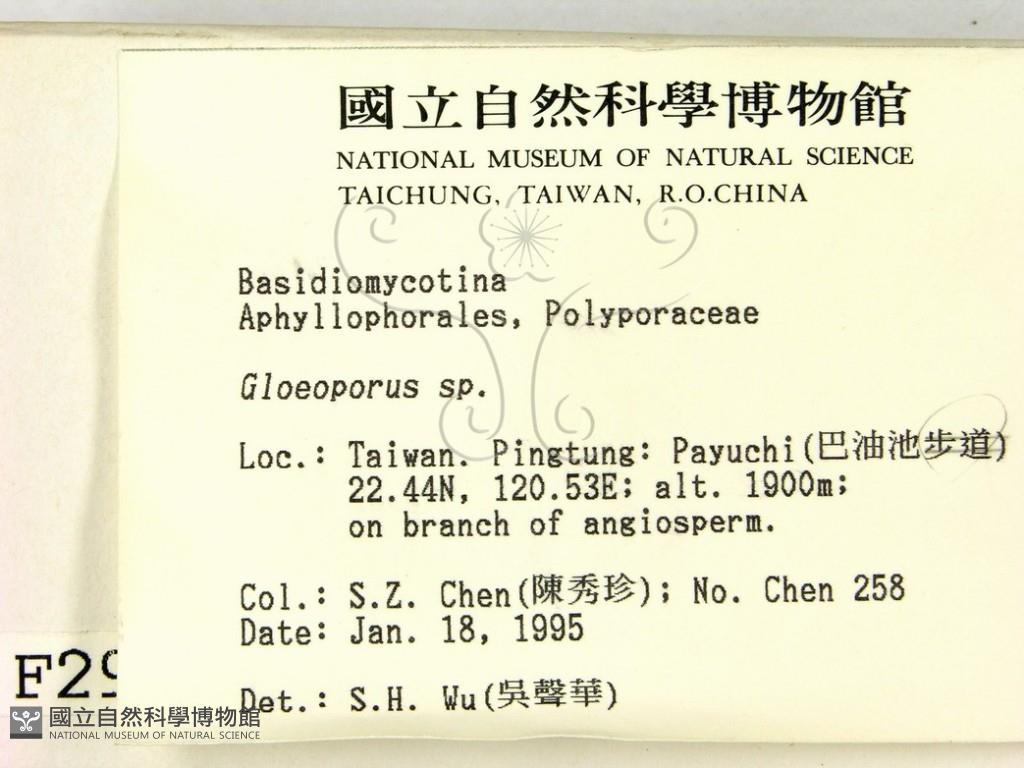 國立自然科學博物館
NATIONAL MUSEUM OF NATURAL SCIENCE
TAICHUNG, TAIWAN, R.O.CHINA
Basidiomycotina
Aphyllophorales, Polyporaceae
Gloeoporus sp.
Loc.: Taiwan. Pingtung: Payuchi(巴油池步道)
22.44N, 120.53E; alt. 1900m;
on branch of angiosperm.
Col.: S.Z. Chen(陳秀珍); No. Chen 258
Date: Jan. 18, 1995
Det.: S.H. Wu(吳聲華)
F29
國立自然科學博物館
NATIONAL MUSEUM OF NATURAL SCIENCE